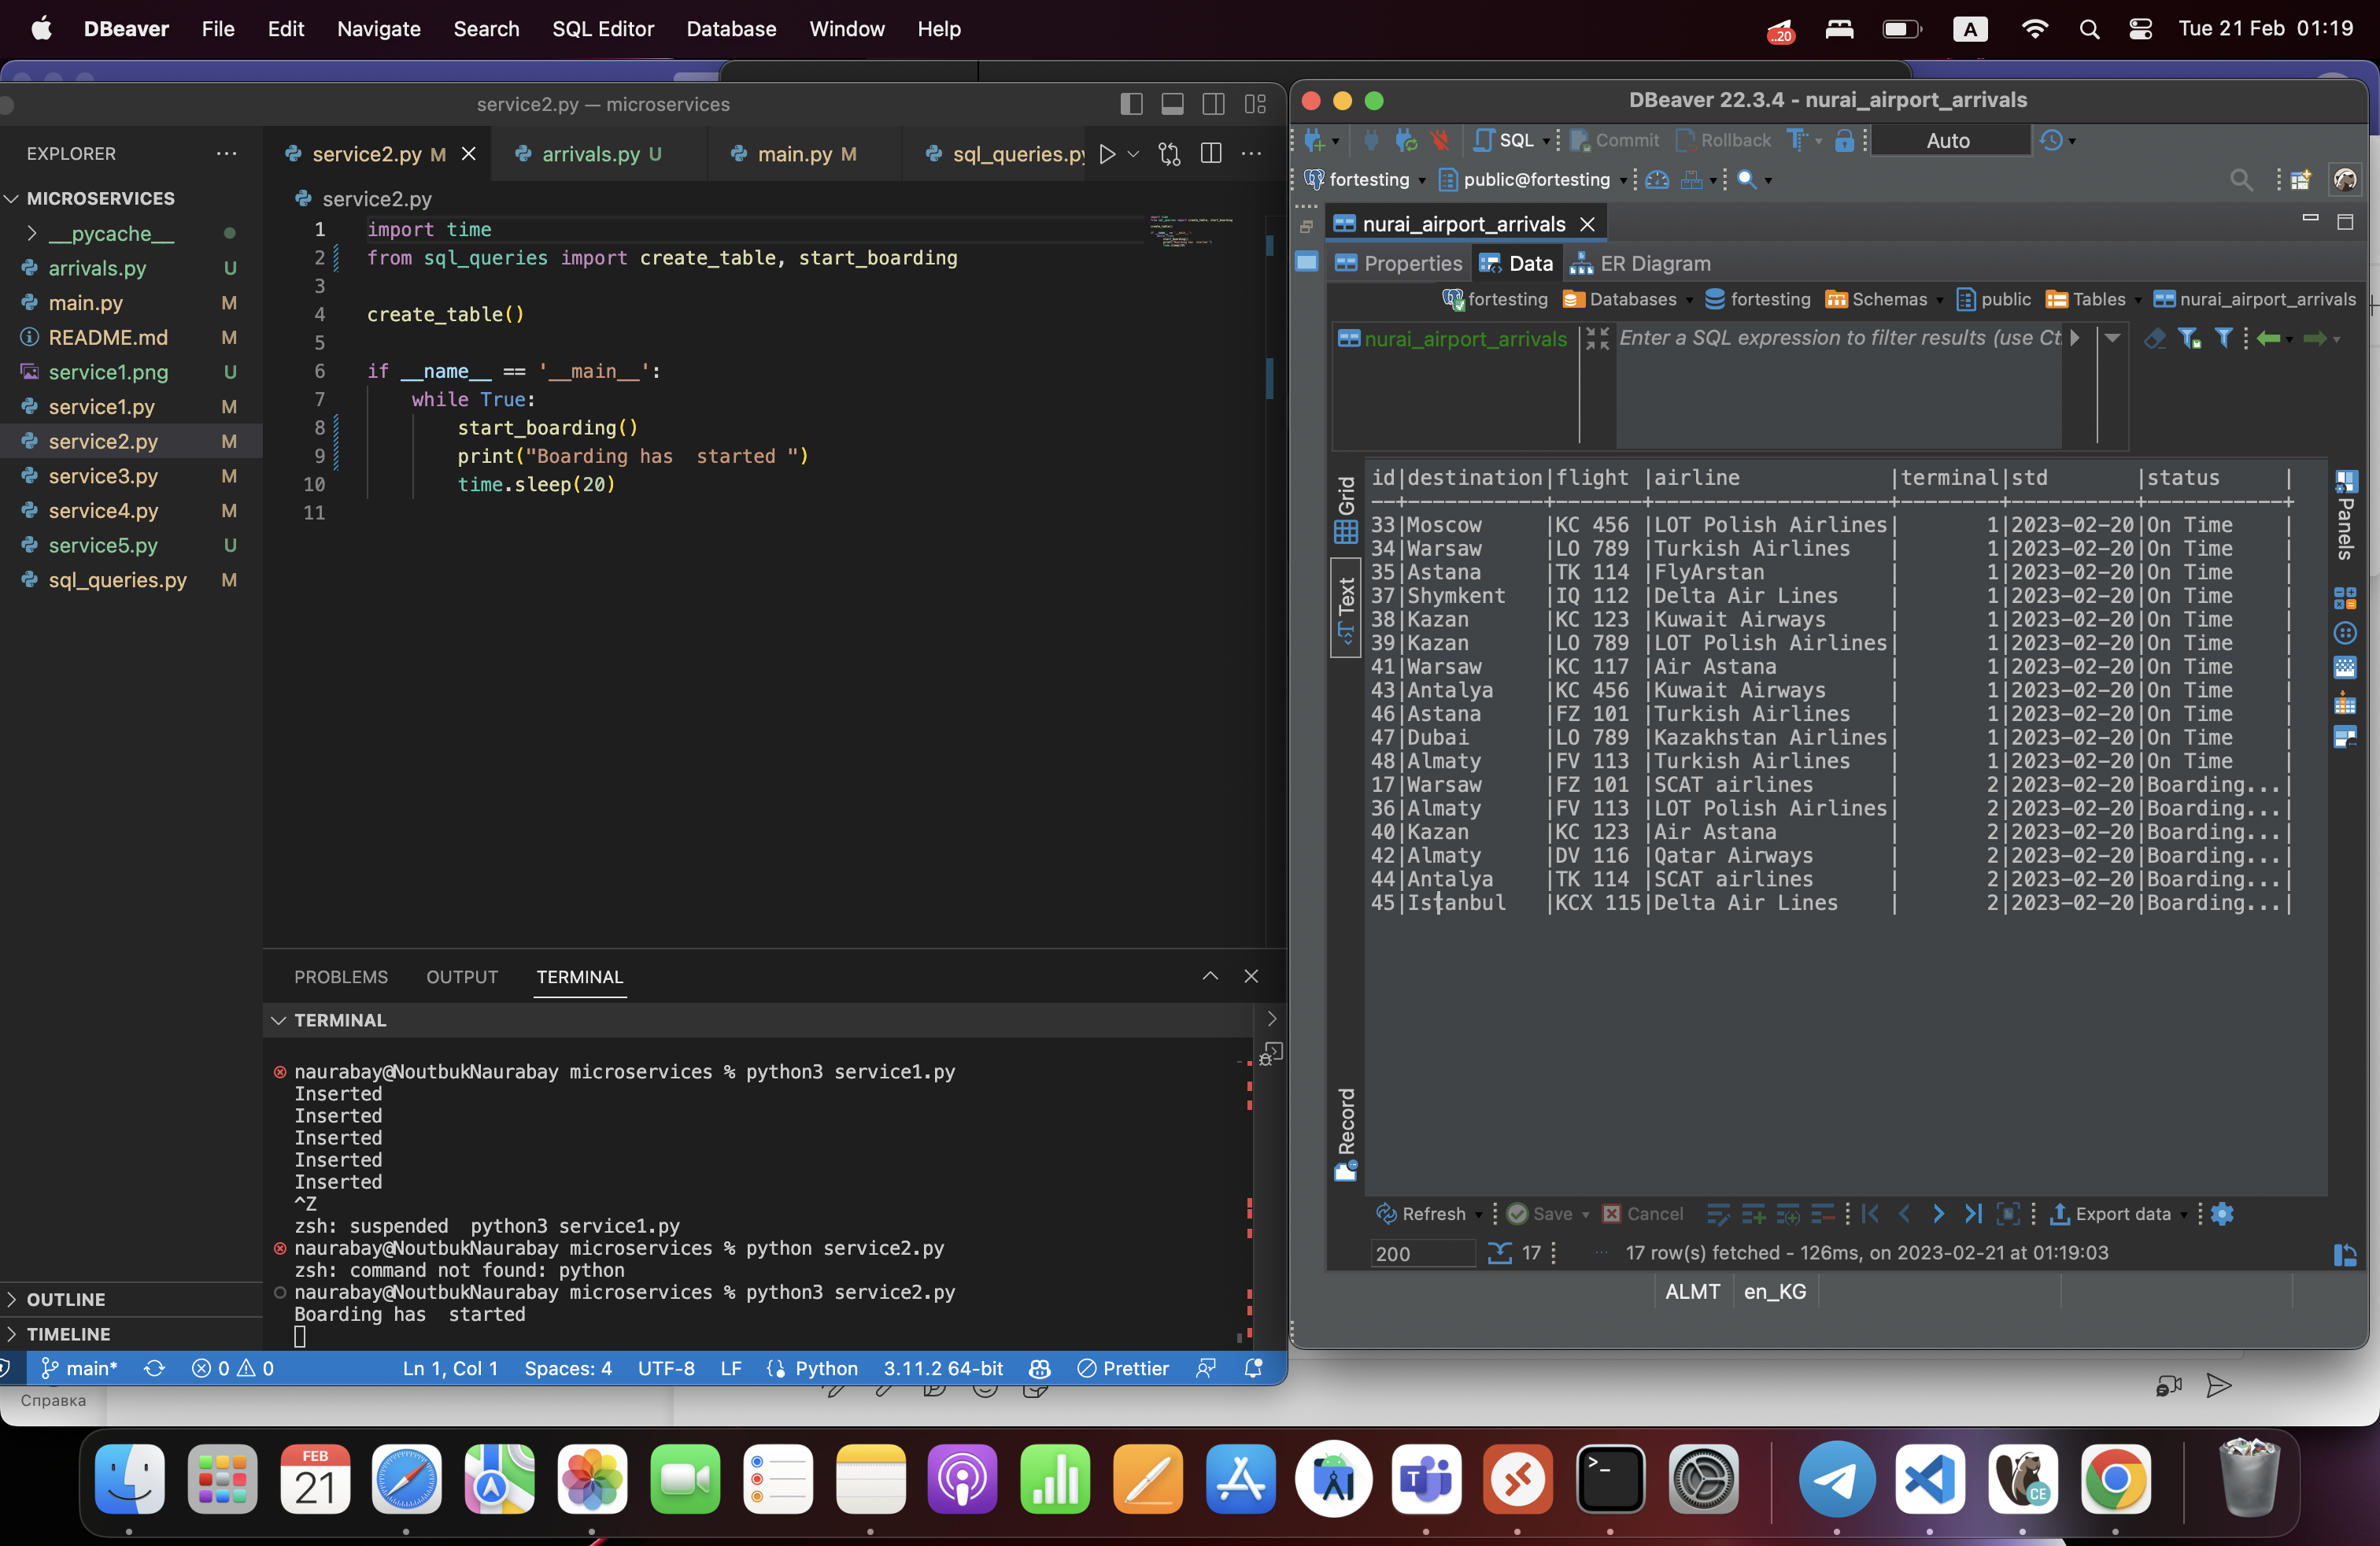 DBeaver File Edit Navigate Search SQL Editor Database Window Help
..20 A Tue 21 Feb 01:19
service2.py — microservices
EXPLORER
MICROSERVICES
__pycache__
arrivals.py U
main.py M
README.md M
service1.png U
service1.py M
service2.py M
service3.py M
service4.py M
service5.py U
sql_queries.py M
OUTLINE
TIMELINE
service2.py M arrivals.py U main.py M sql_queries.py
service2.py
1 import time
2 from sql_queries import create_table, start_boarding
3
4 create_table()
5
6 if __name__ == '__main__':
7 while True:
8 start_boarding()
9 print("Boarding has  started ")
10 time.sleep(20)
11
PROBLEMS OUTPUT TERMINAL
TERMINAL
naurabay@NoutbukNaurabay microservices % python3 service1.py
Inserted
Inserted
Inserted
Inserted
Inserted
^Z
zsh: suspended  python3 service1.py
naurabay@NoutbukNaurabay microservices % python service2.py
zsh: command not found: python
naurabay@NoutbukNaurabay microservices % python3 service2.py
Boarding has  started
main* 0 0 Ln 1, Col 1 Spaces: 4 UTF-8 LF Python 3.11.2 64-bit Prettier
Справка
DBeaver 22.3.4 - nurai_airport_arrivals
SQL Commit Rollback Auto
fortesting public@fortesting
nurai_airport_arrivals
Properties Data ER Diagram
fortesting Databases fortesting Schemas public Tables nurai_airport_arrivals
nurai_airport_arrivals Enter a SQL expression to filter results (use Ct
Grid
Text
Record
Panels
id|destination|flight |airline             |terminal|std       |status     |
--+-----------+-------+--------------------+--------+----------+-----------+
33|Moscow     |KC 456 |LOT Polish Airlines|       1|2023-02-20|On Time    |
34|Warsaw     |LO 789 |Turkish Airlines   |       1|2023-02-20|On Time    |
35|Astana     |TK 114 |FlyArstan          |       1|2023-02-20|On Time    |
37|Shymkent   |IQ 112 |Delta Air Lines    |       1|2023-02-20|On Time    |
38|Kazan      |KC 123 |Kuwait Airways     |       1|2023-02-20|On Time    |
39|Kazan      |LO 789 |LOT Polish Airlines|       1|2023-02-20|On Time    |
41|Warsaw     |KC 117 |Air Astana         |       1|2023-02-20|On Time    |
43|Antalya    |KC 456 |Kuwait Airways     |       1|2023-02-20|On Time    |
46|Astana     |FZ 101 |Turkish Airlines   |       1|2023-02-20|On Time    |
47|Dubai      |LO 789 |Kazakhstan Airlines|       1|2023-02-20|On Time    |
48|Almaty     |FV 113 |Turkish Airlines   |       1|2023-02-20|On Time    |
17|Warsaw     |FZ 101 |SCAT airlines      |       2|2023-02-20|Boarding...|
36|Almaty     |FV 113 |LOT Polish Airlines|       2|2023-02-20|Boarding...|
40|Kazan      |KC 123 |Air Astana         |       2|2023-02-20|Boarding...|
42|Almaty     |DV 116 |Qatar Airways      |       2|2023-02-20|Boarding...|
44|Antalya    |TK 114 |SCAT airlines      |       2|2023-02-20|Boarding...|
45|Istanbul   |KCX 115|Delta Air Lines    |       2|2023-02-20|Boarding...|
Refresh Save Cancel Export data
200 17 17 row(s) fetched - 126ms, on 2023-02-21 at 01:19:03
ALMT en_KG
FEB
21
T
>_
CE